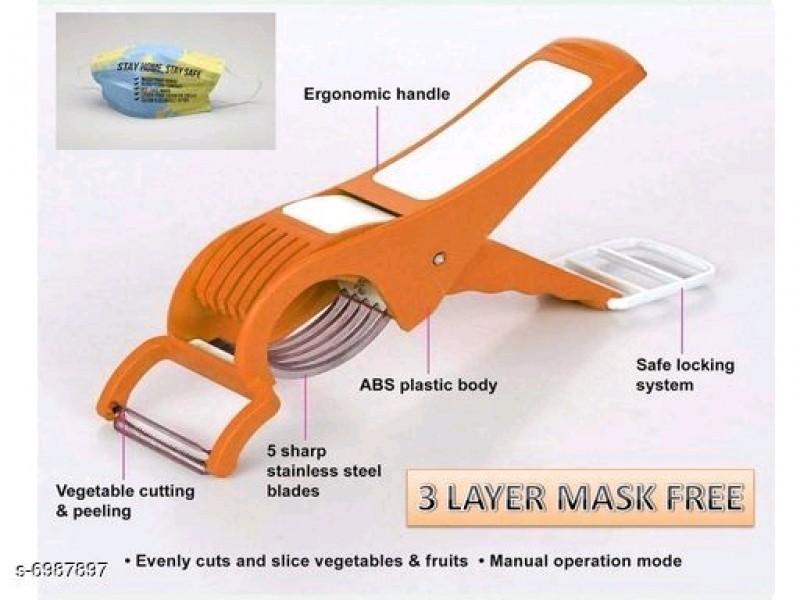 STAY HOME, STAY SAFE
Ergonomic handle
Safe locking
system
ABS plastic body
5 sharp
stainless steel
blades
Vegetable cutting
& peeling
3 LAYER MASK FREE
• Evenly cuts and slice vegetables & fruits • Manual operation mode
s-6987897